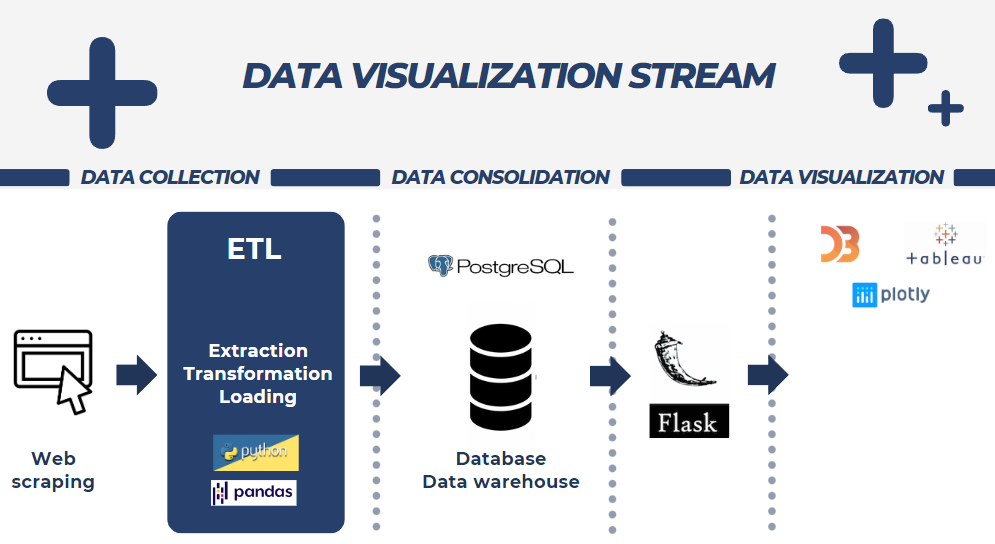 DATA VISUALIZATION STREAM
DATA COLLECTION
DATA CONSOLIDATION
DATA VISUALIZATION
ETL
Extraction
Transformation
Loading
python
pandas
Web
scraping
PostgreSQL
Database
Data warehouse
Flask
D3
+ableau
plotly